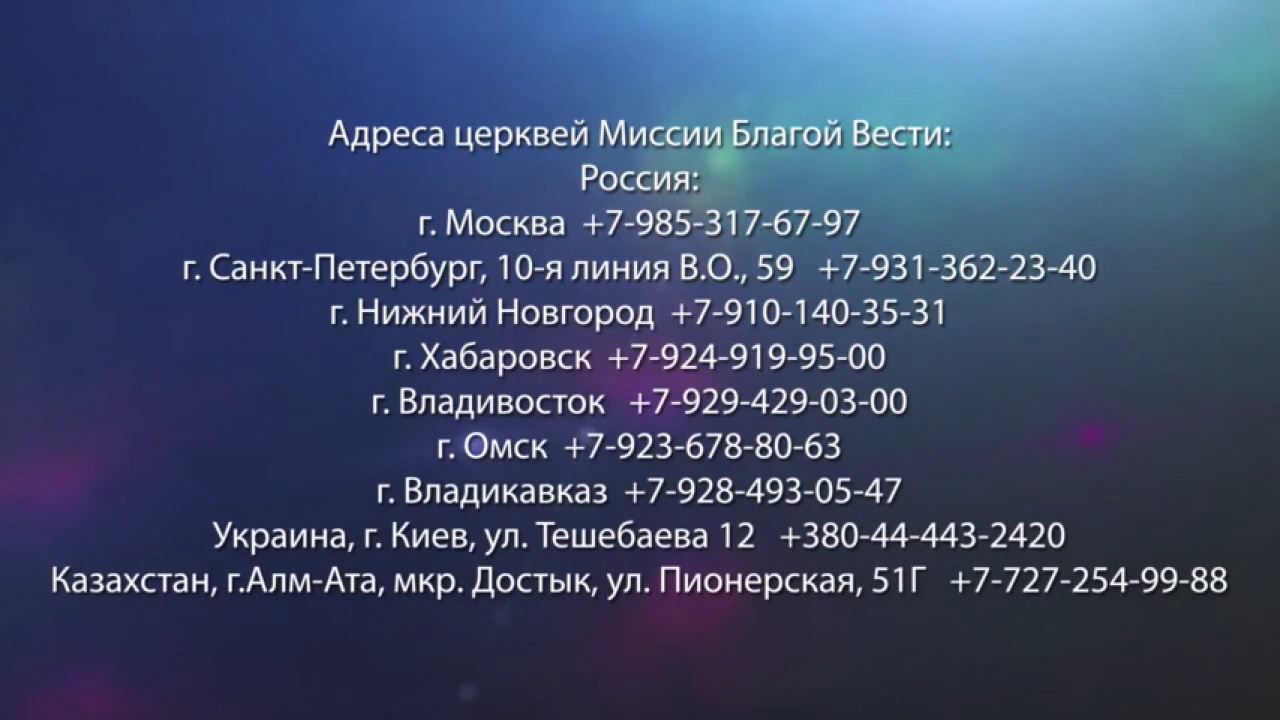 Адреса церквей Миссии Благой Вести:
Россия:
г. Москва +7-985-317-67-97
г. Санкт-Петербург, 10-я линия В.О., 59 +7-931-362-23-40
г. Нижний Новгород +7-910-140-35-31
г. Хабаровск +7-924-919-95-00
г. Владивосток +7-929-429-03-00
г. Омск +7-923-678-80-63
г. Владикавказ +7-928-493-05-47
Украина, г. Киев, ул. Тешебаева 12 +380-44-443-2420
Казахстан, г.Алм-Ата, мкр. Достык, ул. Пионерская, 51Г +7-727-254-99-88